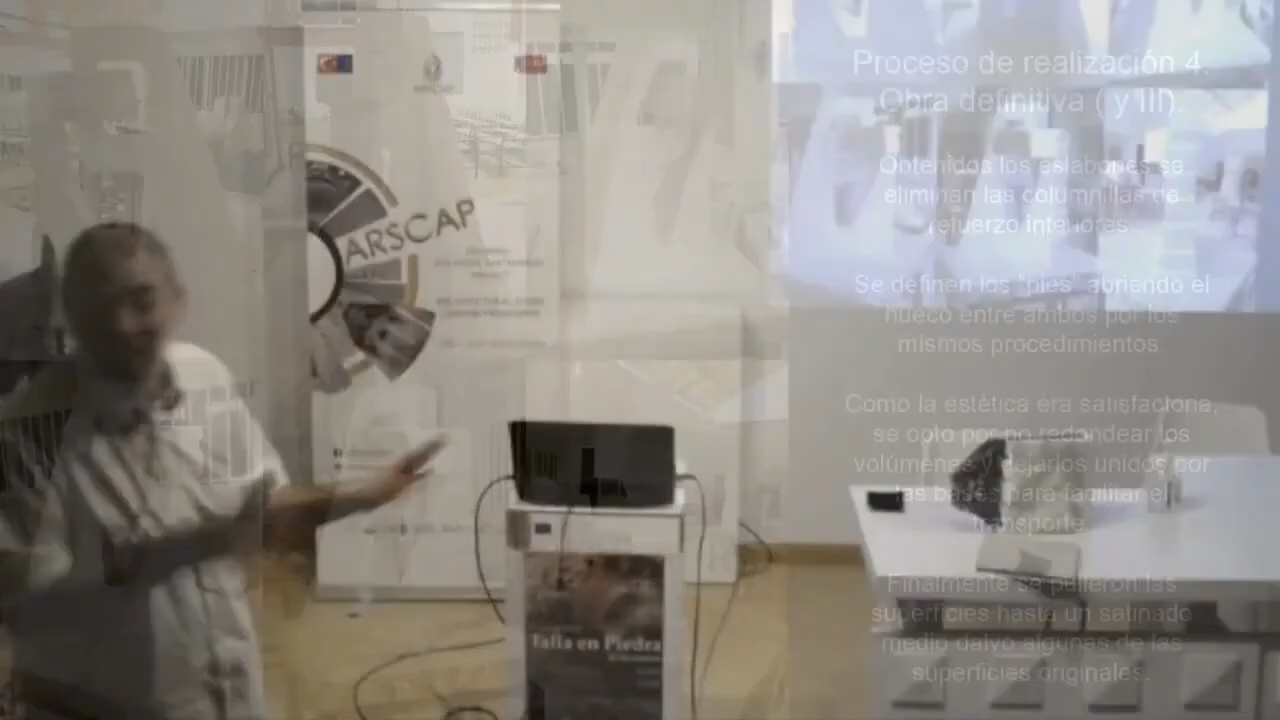 ARSCAP
Talla en Piedra
Proceso de realización 4.
Obra definitiva ( y III).
Obtenidos los eslabones se
eliminan las columnillas de
refuerzo interiores
Se definen los "pies" abriendo el
hueco entre ambos por los
mismos procedimientos.
Como la estética era satisfactoria,
se optó por no redondear los
volúmenes y dejarlos unidos por
las bases para facilitar el
transporte.
Finalmente se pulieron las
superficies hasta un satinado
medio dalvo algunas de las
superficies originales.